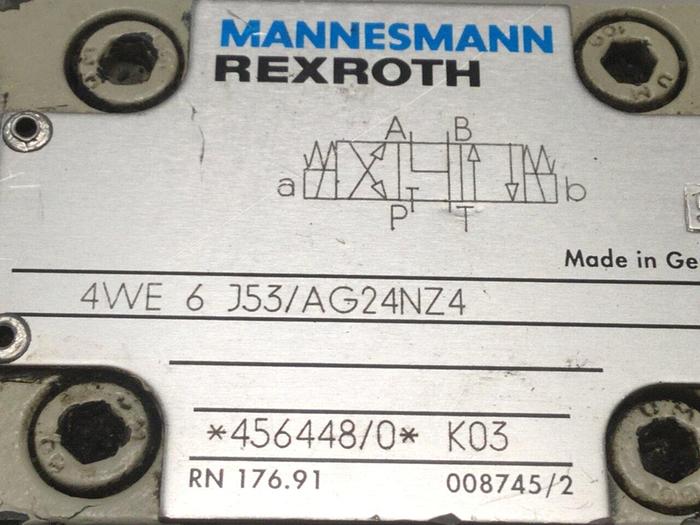 MANNESMANN
REXROTH
A B
a b
P T
Made in Ge
4WE 6 J53/AG24NZ4
*456448/0* K03
RN 176.91 008745/2